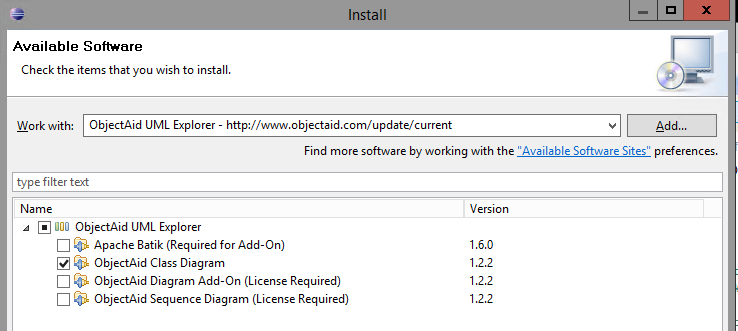 Install
Available Software
Check the items that you wish to install.
Work with: ObjectAid UML Explorer - http://www.objectaid.com/update/current Add...
Find more software by working with the "Available Software Sites" preferences.
type filter text
Name Version
ObjectAid UML Explorer
Apache Batik (Required for Add-On) 1.6.0
ObjectAid Class Diagram 1.2.2
ObjectAid Diagram Add-On (License Required) 1.2.2
ObjectAid Sequence Diagram (License Required) 1.2.2